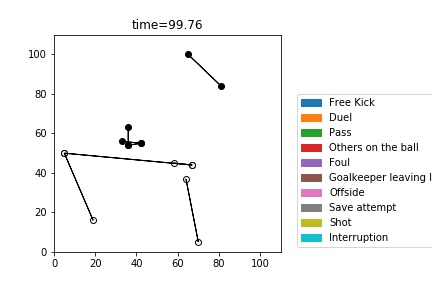 time=99.76
100
80
60
40
20
0
0 20 40 60 80 100
Free Kick
Duel
Pass
Others on the ball
Foul
Goalkeeper leaving l
Offside
Save attempt
Shot
Interruption